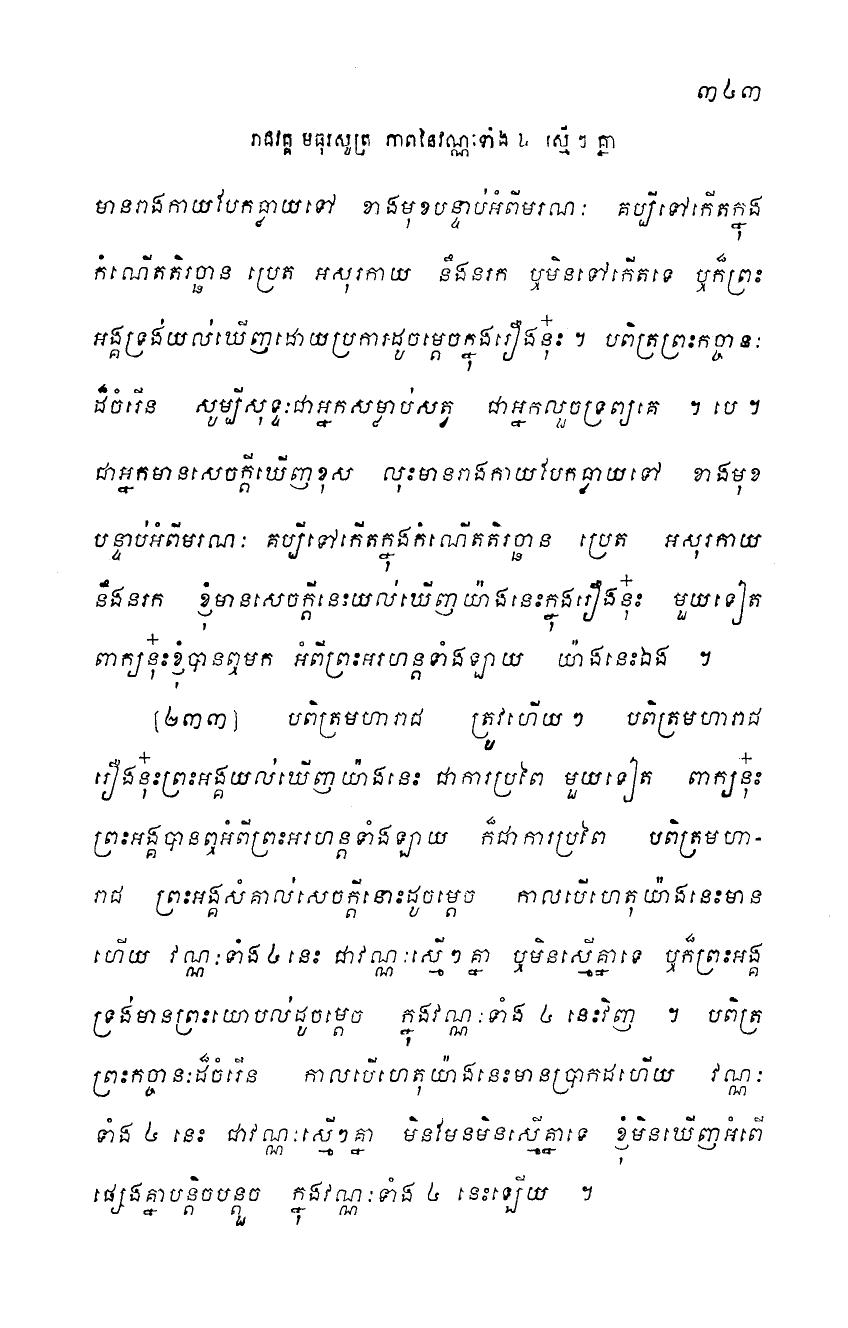 ៣៤៣
រាជវគ្គ មធុរសូត្រ ភាពនៃវណ្ណៈទាំង ៤ ស្មើ ៗ គ្នា
មានរាងកាយបែកធ្លាយទៅ ខាងមុខបន្ទាប់អំពីមរណៈ គប្បីទៅកើតក្នុង
កំណើតតិរច្ឆាន ប្រេត អសុរកាយ នឹងនរក ឬមិនទៅកើតទេ ឬក៏ព្រះ
អង្គទ្រង់យល់ឃើញដោយប្រការដូចម្តេចក្នុងរឿងនុ៎ះ ។ បពិត្រព្រះកច្ចានៈ
ដ៏ចំរើន សូម្បីសុទ្ទៈជាអ្នកសម្លាប់សត្វ ជាអ្នកលួចទ្រព្យគេ ។ បេ ។
ជាអ្នកមានសេចក្តីឃើញខុស លុះមានរាងកាយបែកធ្លាយទៅ ខាងមុខ
បន្ទាប់អំពីមរណៈ គប្បីទៅកើតក្នុងកំណើតតិរច្ឆាន ប្រេត អសុរកាយ
នឹងនរក ខ្ញុំមានសេចក្តីនេះយល់ឃើញយ៉ាងនេះក្នុងរឿងនុ៎ះ មួយទៀត
ពាក្យនុ៎ះខ្ញុំបានឮមក អំពីព្រះអរហន្តទាំងឡាយ យ៉ាងនេះឯង ។
[២៣៣] បពិត្រមហារាជ ត្រូវហើយ ៗ បពិត្រមហារាជ
រឿងនុ៎ះព្រះអង្គយល់ឃើញយ៉ាងនេះ ជាការប្រពៃ មួយទៀត ពាក្យនុ៎ះ
ព្រះអង្គបានឮអំពីព្រះអរហន្តទាំងឡាយ ក៏ជាការប្រពៃ បពិត្រមហា-
រាជ ព្រះអង្គសំគាល់សេចក្តីនោះដូចម្តេច កាលបើហេតុយ៉ាងនេះមាន
ហើយ វណ្ណៈទាំង ៤ នេះ ជាវណ្ណៈស្មើ ៗ គ្នា ឬមិនស្មើគ្នាទេ ឬក៏ព្រះអង្គ
ទ្រង់មានព្រះយោបល់ដូចម្តេច ក្នុងវណ្ណៈទាំង ៤ នេះវិញ ។ បពិត្រ
ព្រះកច្ចានៈដ៏ចំរើន កាលបើហេតុយ៉ាងនេះមានប្រាកដហើយ វណ្ណៈ
ទាំង ៤ នេះ ជាវណ្ណៈស្មើៗគ្នា មិនមែនមិនស្មើគ្នាទេ ខ្ញុំមិនឃើញអំពើ
ផ្សេងគ្នាបន្តិចបន្តួច ក្នុងវណ្ណៈទាំង ៤ នេះឡើយ ។